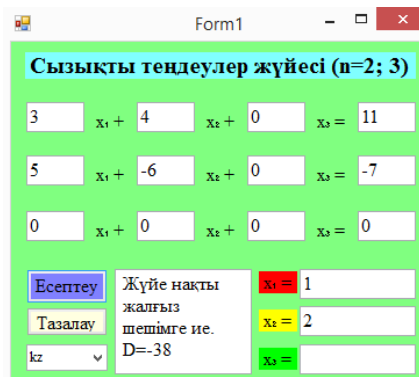 Form1
Сызықты теңдеулер жүйесі (n=2; 3)
3 x₁ + 4 x₂ + 0 x₃ = 11
5 x₁ + -6 x₂ + 0 x₃ = -7
0 x₁ + 0 x₂ + 0 x₃ = 0
Есептеу
Тазалау
kz
Жүйе нақты
жалғыз
шешімге ие.
D=-38
x₁ = 1
x₂ = 2
x₃ =